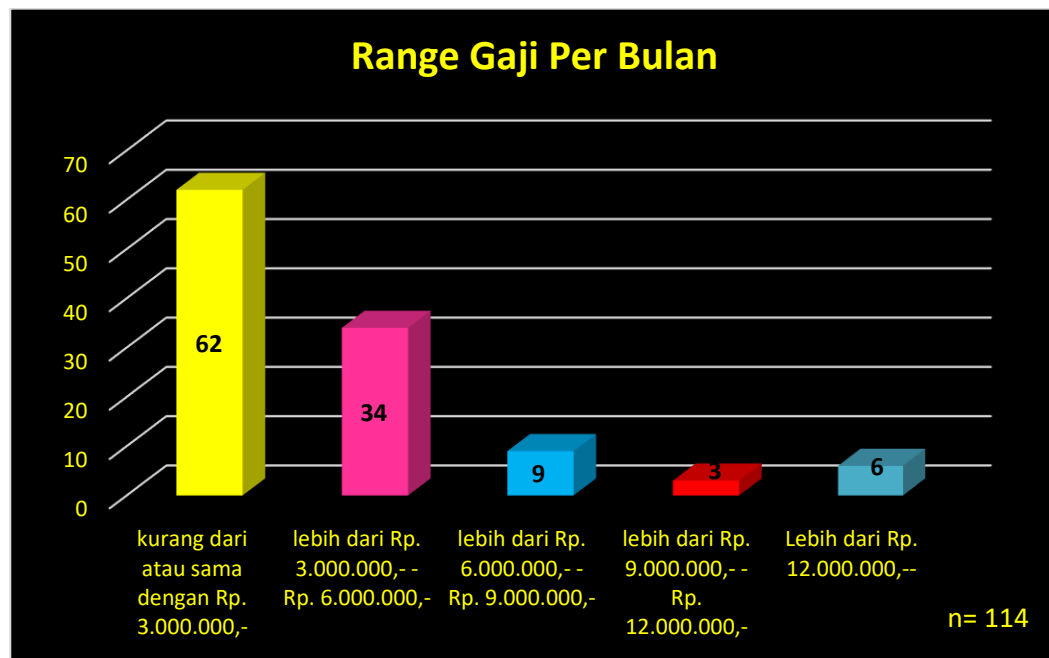 Range Gaji Per Bulan
70
60
50
40
30
20
10
0
62
34
9
3
6
kurang dari
atau sama
dengan Rp.
3.000.000,-
lebih dari Rp.
3.000.000,- -
Rp. 6.000.000,-
lebih dari Rp.
6.000.000,- -
Rp. 9.000.000,-
lebih dari Rp.
9.000.000,- -
Rp.
12.000.000,-
Lebih dari Rp.
12.000.000,--
n= 114